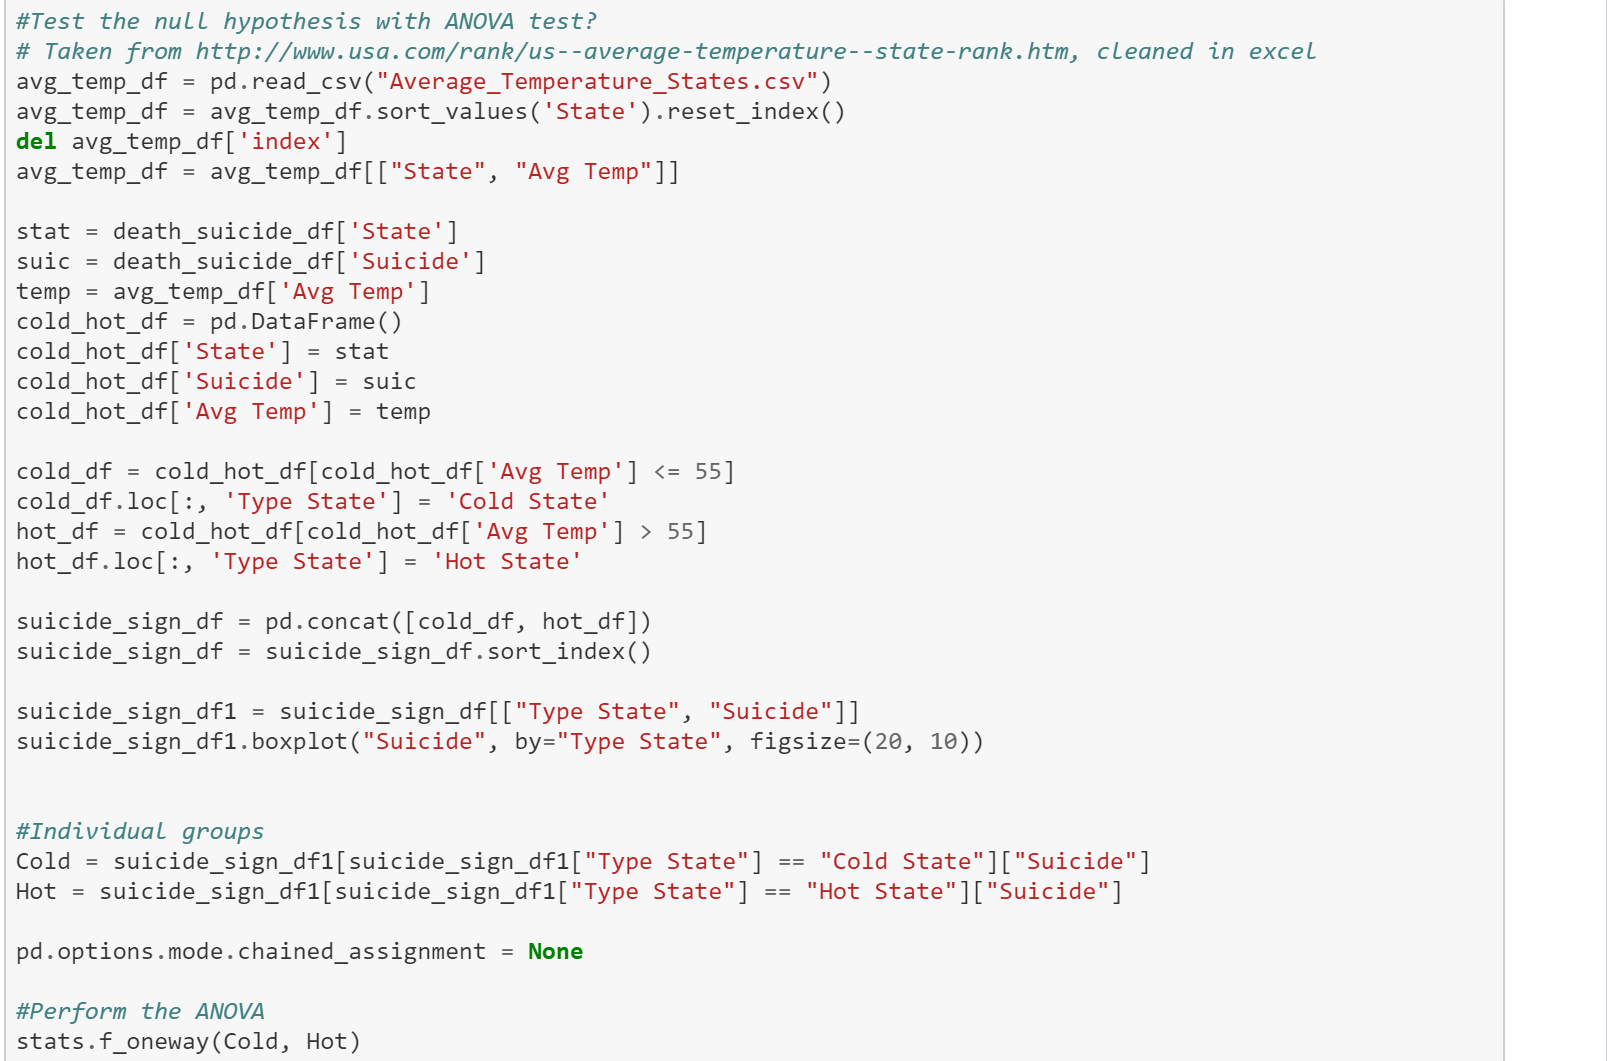 #Test the null hypothesis with ANOVA test?
# Taken from http://www.usa.com/rank/us--average-temperature--state-rank.htm, cleaned in excel
avg_temp_df = pd.read_csv("Average_Temperature_States.csv")
avg_temp_df = avg_temp_df.sort_values('State').reset_index()
del avg_temp_df['index']
avg_temp_df = avg_temp_df[["State", "Avg Temp"]]
stat = death_suicide_df['State']
suic = death_suicide_df['Suicide']
temp = avg_temp_df['Avg Temp']
cold_hot_df = pd.DataFrame()
cold_hot_df['State'] = stat
cold_hot_df['Suicide'] = suic
cold_hot_df['Avg Temp'] = temp
cold_df = cold_hot_df[cold_hot_df['Avg Temp'] <= 55]
cold_df.loc[:, 'Type State'] = 'Cold State'
hot_df = cold_hot_df[cold_hot_df['Avg Temp'] > 55]
hot_df.loc[:, 'Type State'] = 'Hot State'
suicide_sign_df = pd.concat([cold_df, hot_df])
suicide_sign_df = suicide_sign_df.sort_index()
suicide_sign_df1 = suicide_sign_df[["Type State", "Suicide"]]
suicide_sign_df1.boxplot("Suicide", by="Type State", figsize=(20, 10))
#Individual groups
Cold = suicide_sign_df1[suicide_sign_df1["Type State"] == "Cold State"]["Suicide"]
Hot = suicide_sign_df1[suicide_sign_df1["Type State"] == "Hot State"]["Suicide"]
pd.options.mode.chained_assignment = None
#Perform the ANOVA
stats.f_oneway(Cold, Hot)